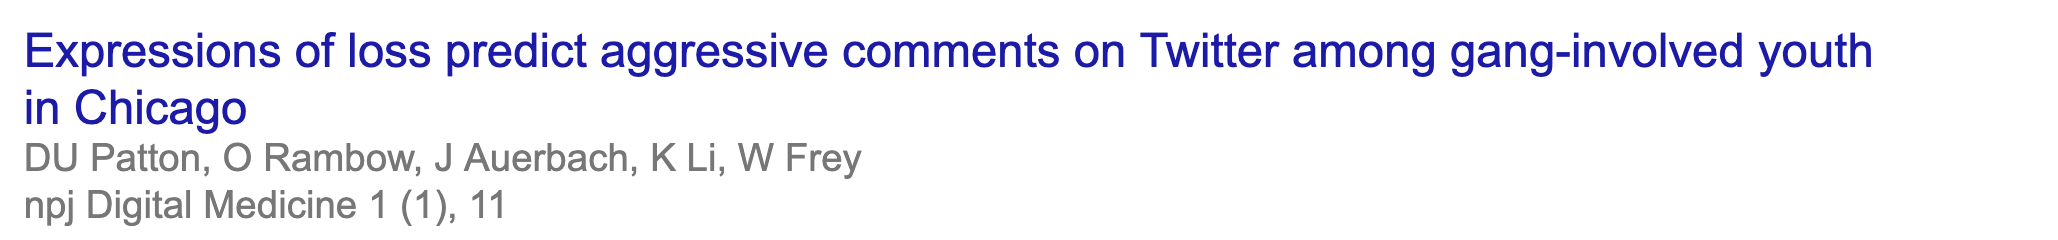 Expressions of loss predict aggressive comments on Twitter among gang-involved youth
in Chicago
DU Patton, O Rambow, J Auerbach, K Li, W Frey
npj Digital Medicine 1 (1), 11